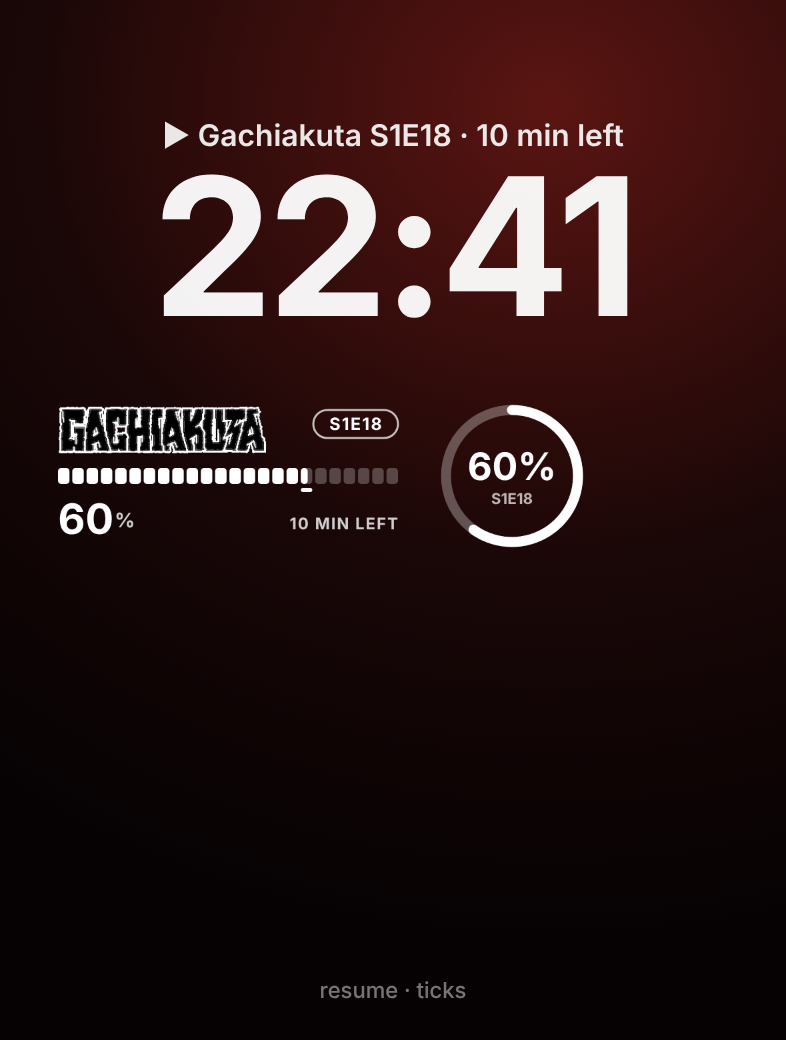 ▶ Gachiakuta S1E18 · 10 min left
22:41
GACHIAKUTA
S1E18
60%
10 MIN LEFT
60%
S1E18
resume · ticks